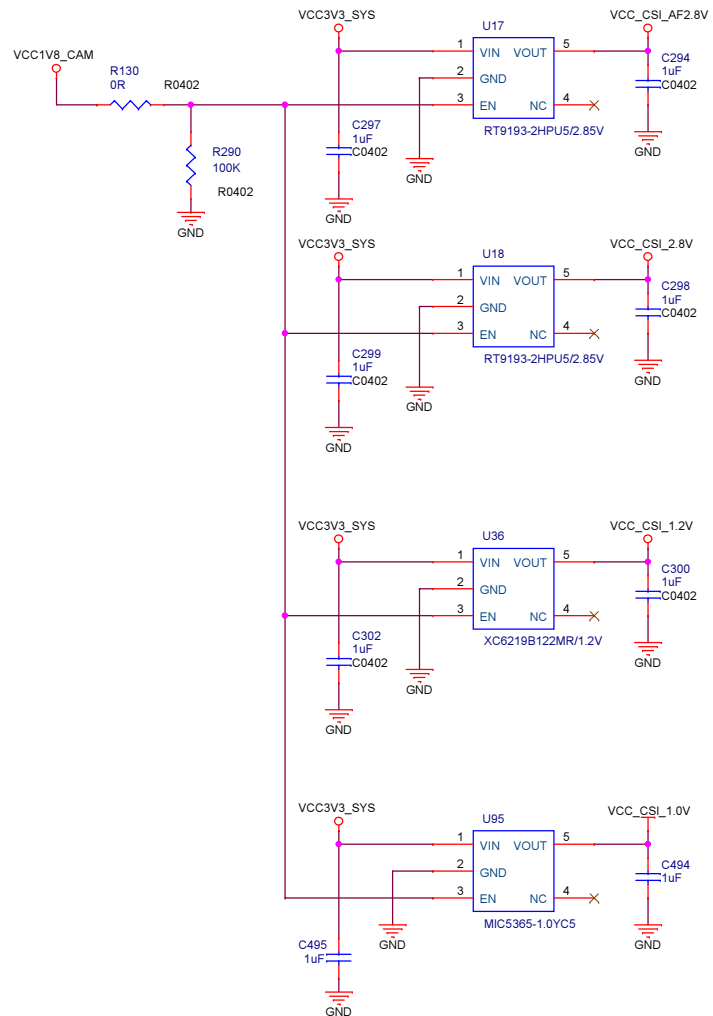 VCC1V8_CAM
R130
0R
R0402
R290
100K
R0402
GND
VCC3V3_SYS
U17
VCC_CSI_AF2.8V
1 VIN VOUT 5
2 GND
3 EN NC 4
RT9193-2HPU5/2.85V
C297
1uF
C0402
GND
GND
C294
1uF
C0402
GND
VCC3V3_SYS
U18
VCC_CSI_2.8V
1 VIN VOUT 5
2 GND
3 EN NC 4
RT9193-2HPU5/2.85V
C299
1uF
C0402
GND
GND
C298
1uF
C0402
GND
VCC3V3_SYS
U36
VCC_CSI_1.2V
1 VIN VOUT 5
2 GND
3 EN NC 4
XC6219B122MR/1.2V
C302
1uF
C0402
GND
GND
C300
1uF
C0402
GND
VCC3V3_SYS
U95
VCC_CSI_1.0V
1 VIN VOUT 5
2 GND
3 EN NC 4
MIC5365-1.0YC5
C495
1uF
GND
GND
C494
1uF
GND